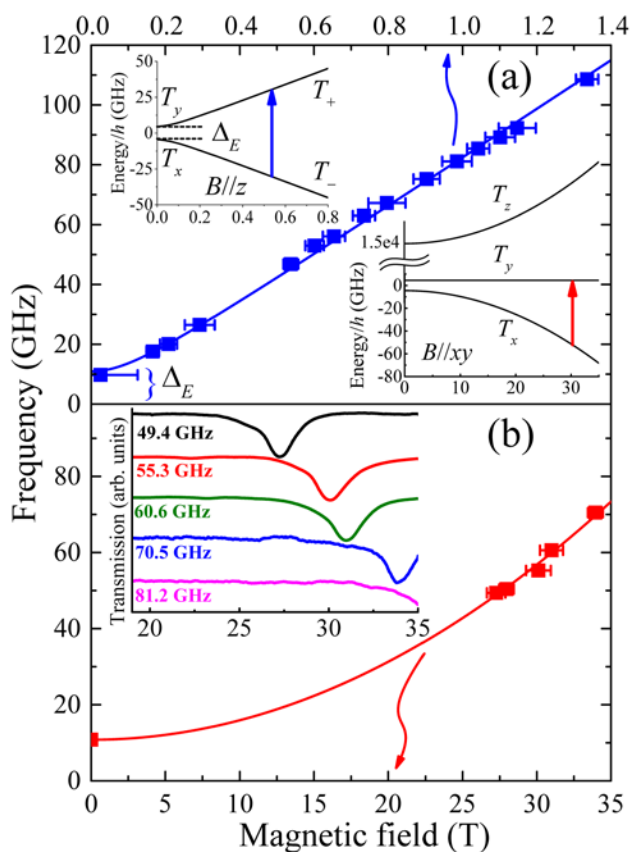 0.0 0.2 0.4 0.6 0.8 1.0 1.2 1.4
120
100
80
60
40
20
0
(a)
Energy/h (GHz)
50
25
0
-25
-50
T_y
T_x
Δ_E
T_+
T_−
B//z
0.0 0.2 0.4 0.6 0.8
Energy/h (GHz)
1.5e4
0
-20
-40
-60
-80
T_z
T_y
T_x
B//xy
0 10 20 30
} Δ_E
Frequency (GHz)
(b)
80
60
40
20
0
Transmission (arb. units)
49.4 GHz
55.3 GHz
60.6 GHz
70.5 GHz
81.2 GHz
20 25 30 35
0 5 10 15 20 25 30 35
Magnetic field (T)